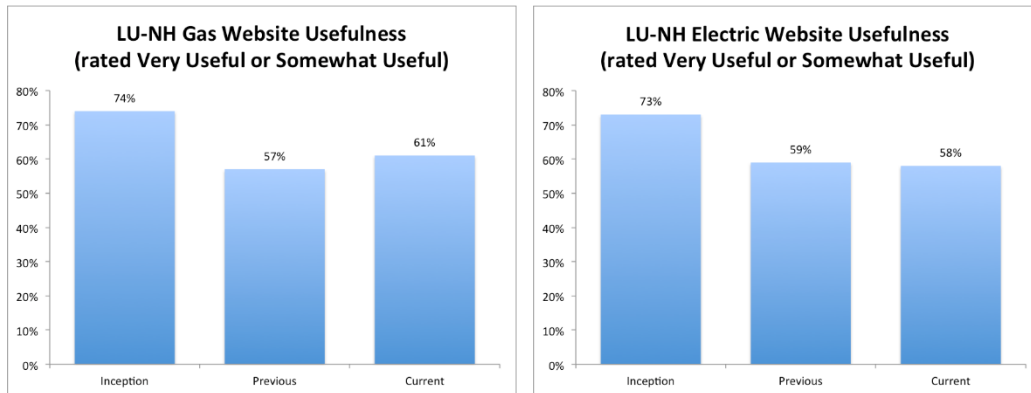 LU-NH Gas Website Usefulness
(rated Very Useful or Somewhat Useful)
80%
70%
60%
50%
40%
30%
20%
10%
0%
74%
57%
61%
Inception
Previous
Current
LU-NH Electric Website Usefulness
(rated Very Useful or Somewhat Useful)
80%
70%
60%
50%
40%
30%
20%
10%
0%
73%
59%
58%
Inception
Previous
Current